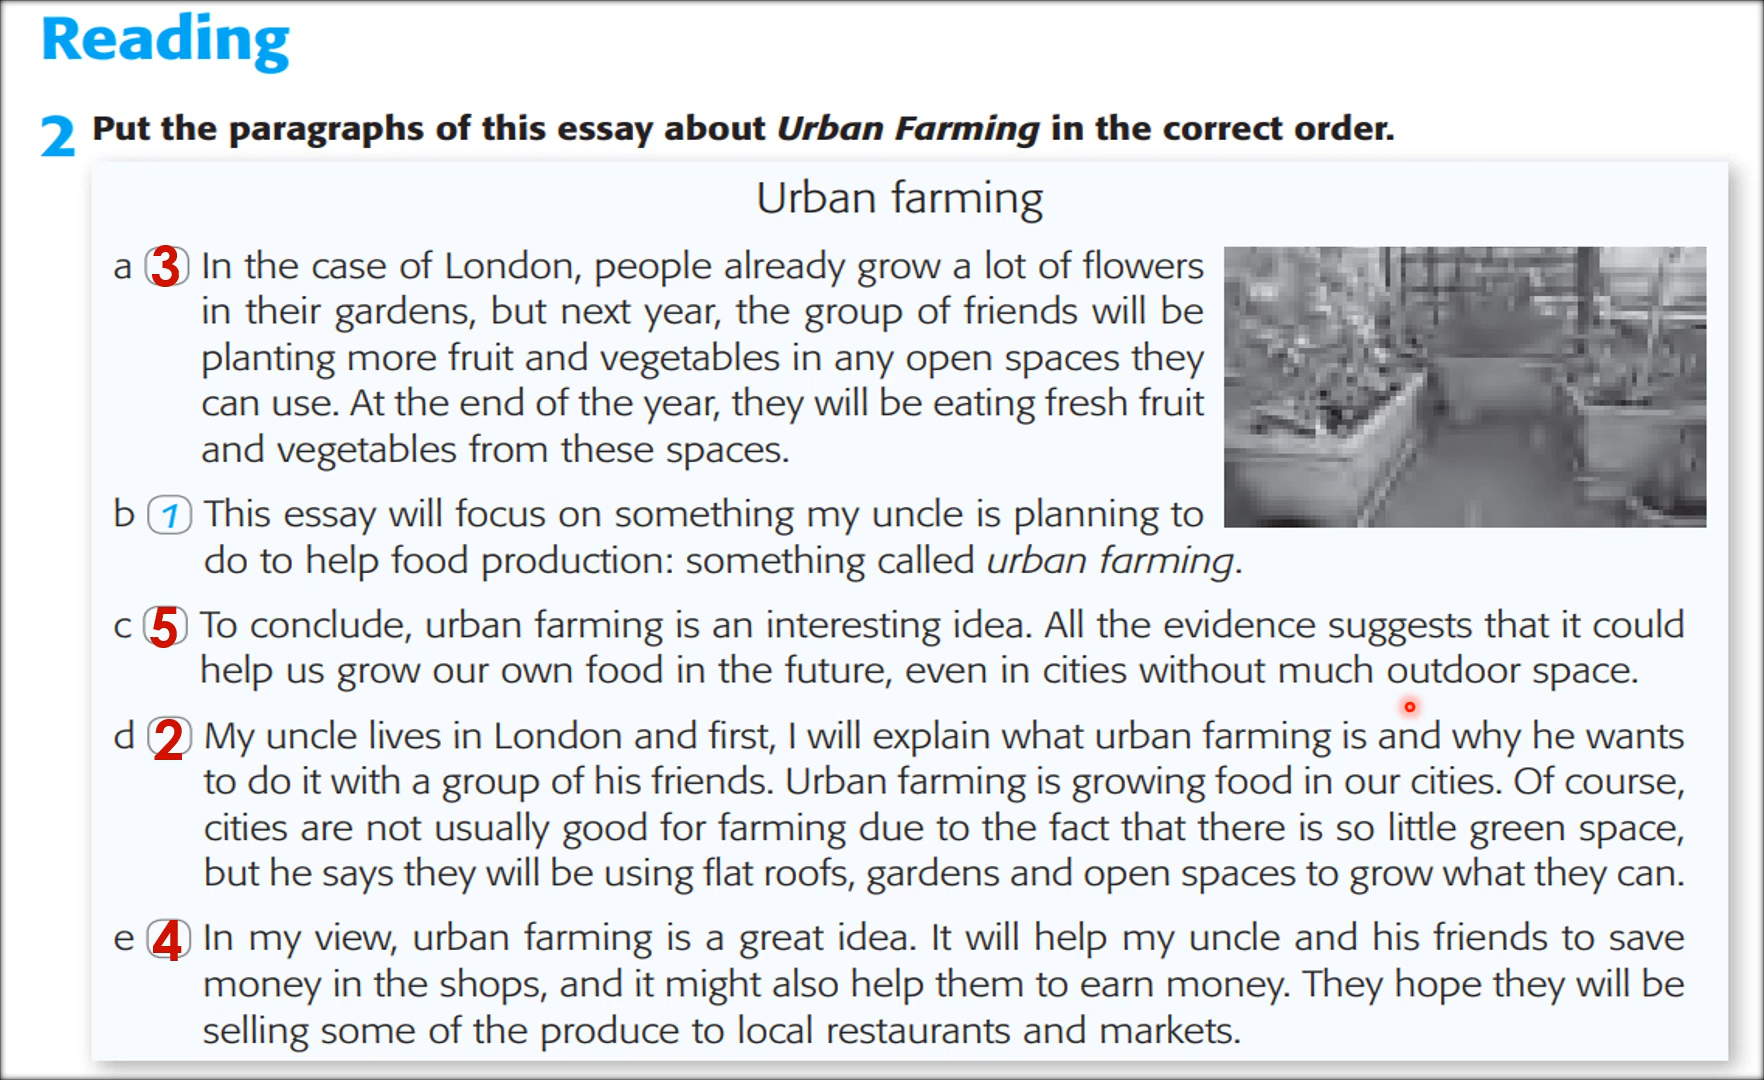 Reading
2 Put the paragraphs of this essay about Urban Farming in the correct order.
Urban farming
a 3 In the case of London, people already grow a lot of flowers
in their gardens, but next year, the group of friends will be
planting more fruit and vegetables in any open spaces they
can use. At the end of the year, they will be eating fresh fruit
and vegetables from these spaces.
b 1 This essay will focus on something my uncle is planning to
do to help food production: something called urban farming.
c 5 To conclude, urban farming is an interesting idea. All the evidence suggests that it could
help us grow our own food in the future, even in cities without much outdoor space.
d 2 My uncle lives in London and first, I will explain what urban farming is and why he wants
to do it with a group of his friends. Urban farming is growing food in our cities. Of course,
cities are not usually good for farming due to the fact that there is so little green space,
but he says they will be using flat roofs, gardens and open spaces to grow what they can.
e 4 In my view, urban farming is a great idea. It will help my uncle and his friends to save
money in the shops, and it might also help them to earn money. They hope they will be
selling some of the produce to local restaurants and markets.